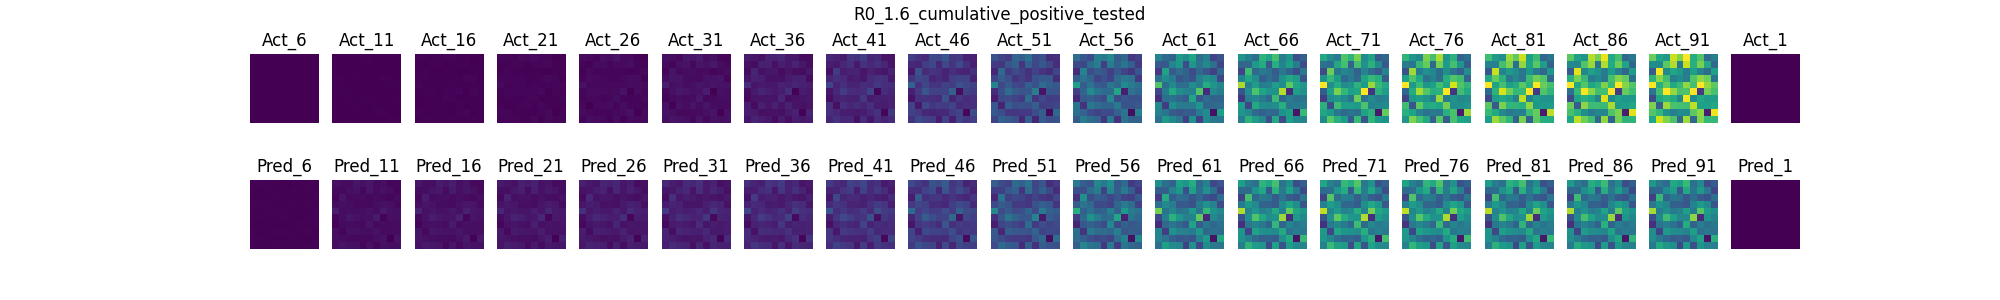 R0_1.6_cumulative_positive_tested
Act_6 Act_11 Act_16 Act_21 Act_26 Act_31 Act_36 Act_41 Act_46 Act_51 Act_56 Act_61 Act_66 Act_71 Act_76 Act_81 Act_86 Act_91 Act_1
Pred_6 Pred_11 Pred_16 Pred_21 Pred_26 Pred_31 Pred_36 Pred_41 Pred_46 Pred_51 Pred_56 Pred_61 Pred_66 Pred_71 Pred_76 Pred_81 Pred_86 Pred_91 Pred_1